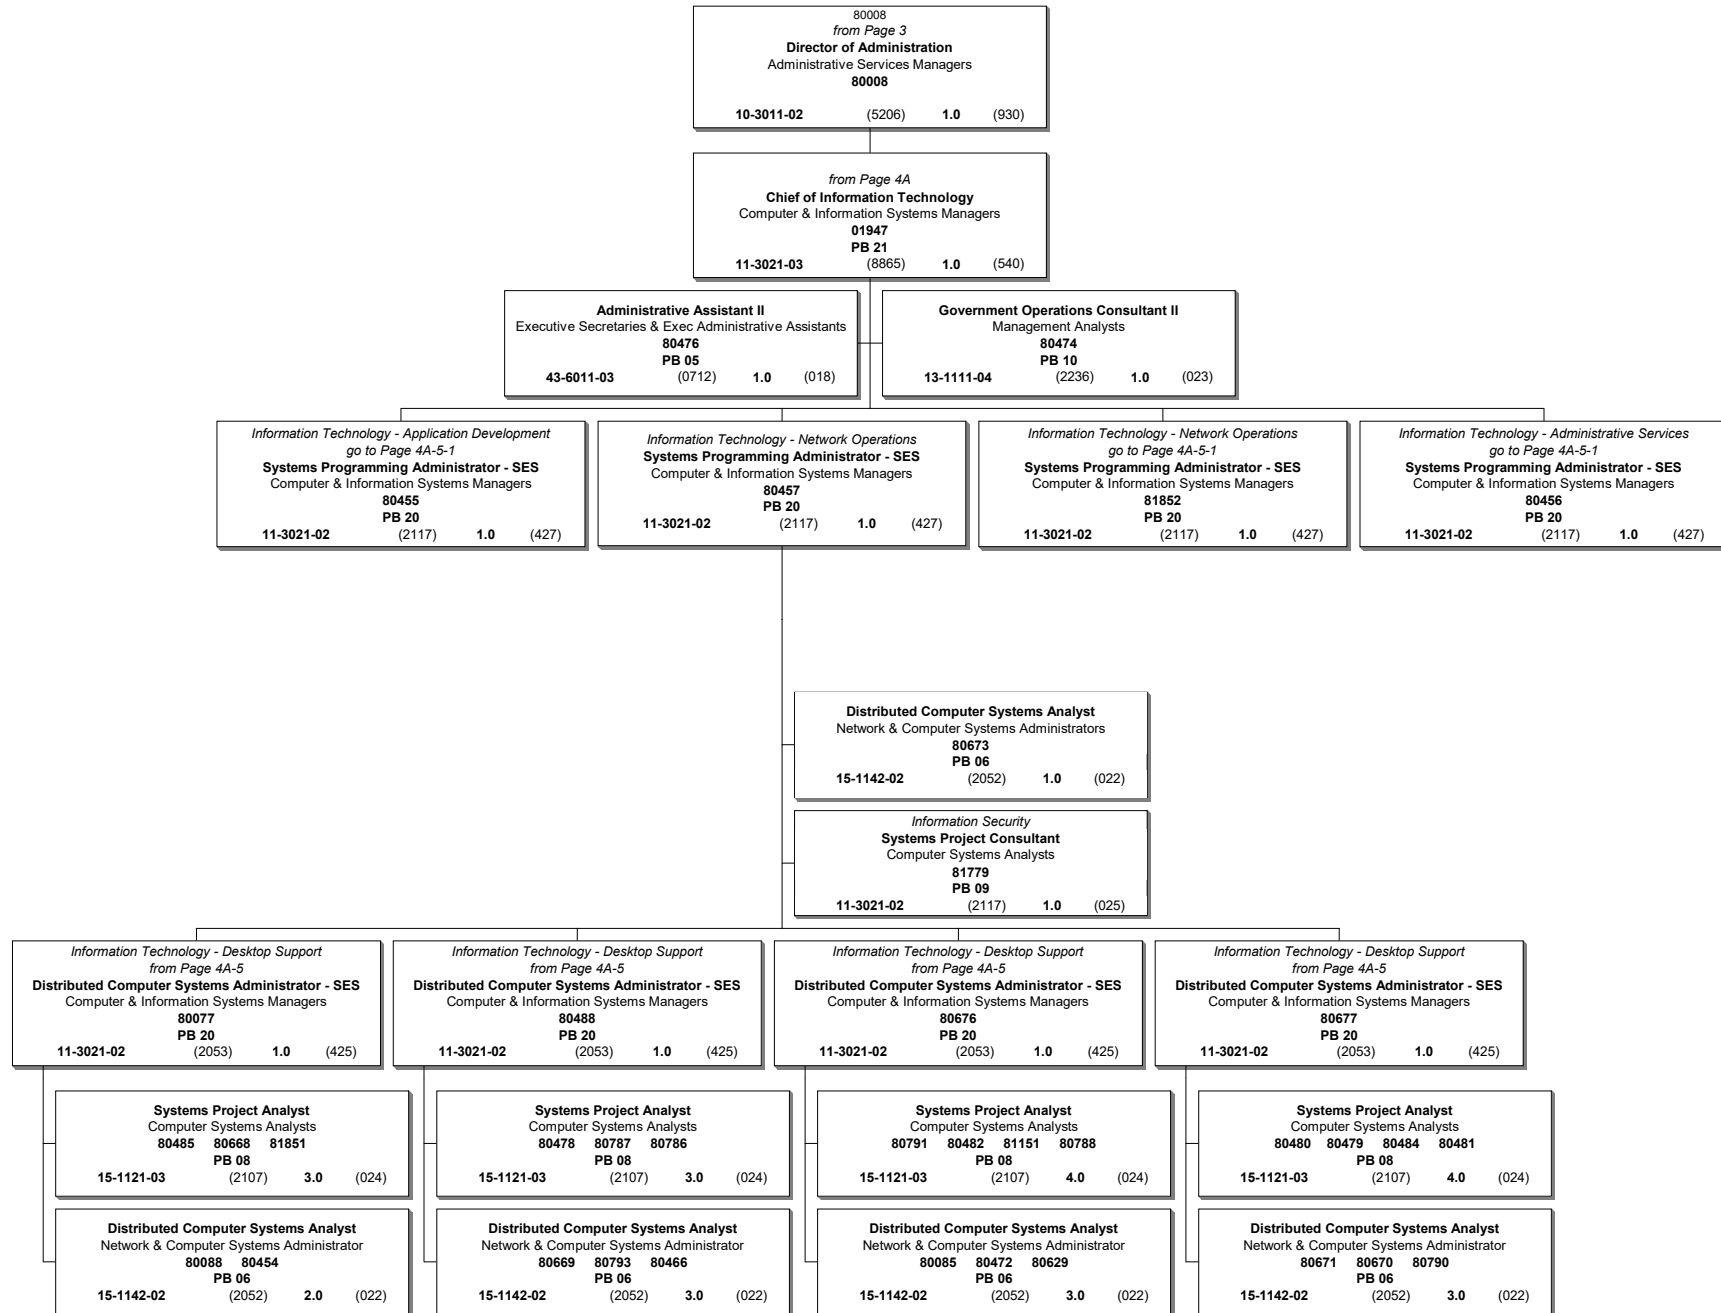 80008
from Page 3
Director of Administration
Administrative Services Managers
80008
10-3011-02 (5206) 1.0 (930)
from Page 4A
Chief of Information Technology
Computer & Information Systems Managers
01947
PB 21
11-3021-03 (8865) 1.0 (540)
Administrative Assistant II
Executive Secretaries & Exec Administrative Assistants
80476
PB 05
43-6011-03 (0712) 1.0 (018)
Government Operations Consultant II
Management Analysts
80474
PB 10
13-1111-04 (2236) 1.0 (023)
Information Technology - Application Development
go to Page 4A-5-1
Systems Programming Administrator - SES
Computer & Information Systems Managers
80455
PB 20
11-3021-02 (2117) 1.0 (427)
Information Technology - Network Operations
Systems Programming Administrator - SES
Computer & Information Systems Managers
80457
PB 20
11-3021-02 (2117) 1.0 (427)
Information Technology - Network Operations
go to Page 4A-5-1
Systems Programming Administrator - SES
Computer & Information Systems Managers
81852
PB 20
11-3021-02 (2117) 1.0 (427)
Information Technology - Administrative Services
go to Page 4A-5-1
Systems Programming Administrator - SES
Computer & Information Systems Managers
80456
PB 20
11-3021-02 (2117) 1.0 (427)
Distributed Computer Systems Analyst
Network & Computer Systems Administrators
80673
PB 06
15-1142-02 (2052) 1.0 (022)
Information Security
Systems Project Consultant
Computer Systems Analysts
81779
PB 09
11-3021-02 (2117) 1.0 (025)
Information Technology - Desktop Support
from Page 4A-5
Distributed Computer Systems Administrator - SES
Computer & Information Systems Managers
80077
PB 20
11-3021-02 (2053) 1.0 (425)
Information Technology - Desktop Support
from Page 4A-5
Distributed Computer Systems Administrator - SES
Computer & Information Systems Managers
80488
PB 20
11-3021-02 (2053) 1.0 (425)
Information Technology - Desktop Support
from Page 4A-5
Distributed Computer Systems Administrator - SES
Computer & Information Systems Managers
80676
PB 20
11-3021-02 (2053) 1.0 (425)
Information Technology - Desktop Support
from Page 4A-5
Distributed Computer Systems Administrator - SES
Computer & Information Systems Managers
80677
PB 20
11-3021-02 (2053) 1.0 (425)
Systems Project Analyst
Computer Systems Analysts
80485 80668 81851
PB 08
15-1121-03 (2107) 3.0 (024)
Systems Project Analyst
Computer Systems Analysts
80478 80787 80786
PB 08
15-1121-03 (2107) 3.0 (024)
Systems Project Analyst
Computer Systems Analysts
80791 80482 81151 80788
PB 08
15-1121-03 (2107) 4.0 (024)
Systems Project Analyst
Computer Systems Analysts
80480 80479 80484 80481
PB 08
15-1121-03 (2107) 4.0 (024)
Distributed Computer Systems Analyst
Network & Computer Systems Administrator
80088 80454
PB 06
15-1142-02 (2052) 2.0 (022)
Distributed Computer Systems Analyst
Network & Computer Systems Administrator
80669 80793 80466
PB 06
15-1142-02 (2052) 3.0 (022)
Distributed Computer Systems Analyst
Network & Computer Systems Administrator
80085 80472 80629
PB 06
15-1142-02 (2052) 3.0 (022)
Distributed Computer Systems Analyst
Network & Computer Systems Administrator
80671 80670 80790
PB 06
15-1142-02 (2052) 3.0 (022)